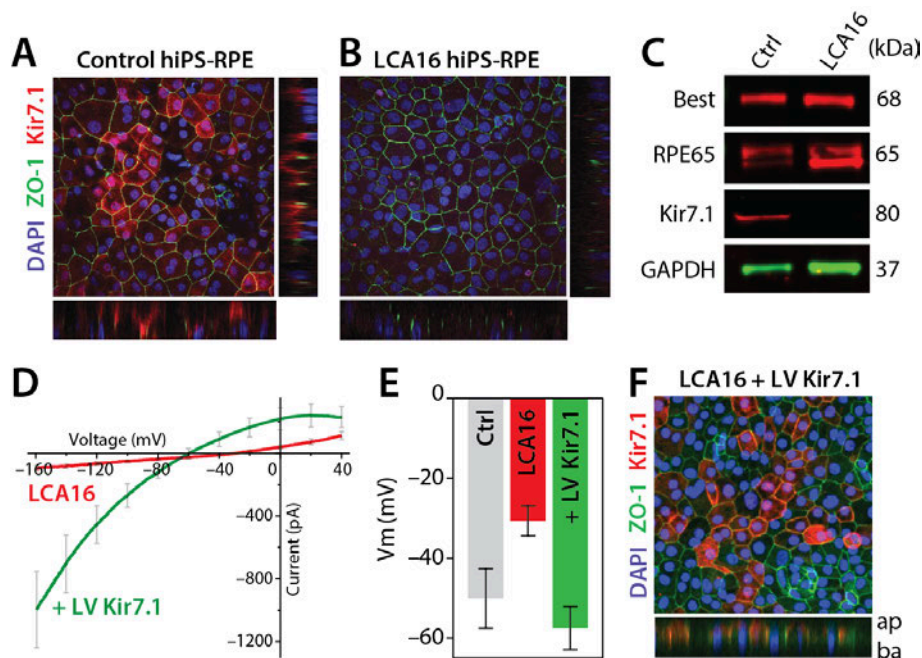 A
Control hiPS-RPE
DAPI ZO-1 Kir7.1
B
LCA16 hiPS-RPE
C
Ctrl
LCA16
(kDa)
Best
68
RPE65
65
Kir7.1
80
GAPDH
37
D
Voltage (mV)
−160
−120
−80
0
40
LCA16
+ LV Kir7.1
−400
−800
−1200
Current (pA)
E
0
−20
−40
−60
Vm (mV)
Ctrl
LCA16
+ LV Kir7.1
F
LCA16 + LV Kir7.1
DAPI ZO-1 Kir7.1
ap
ba